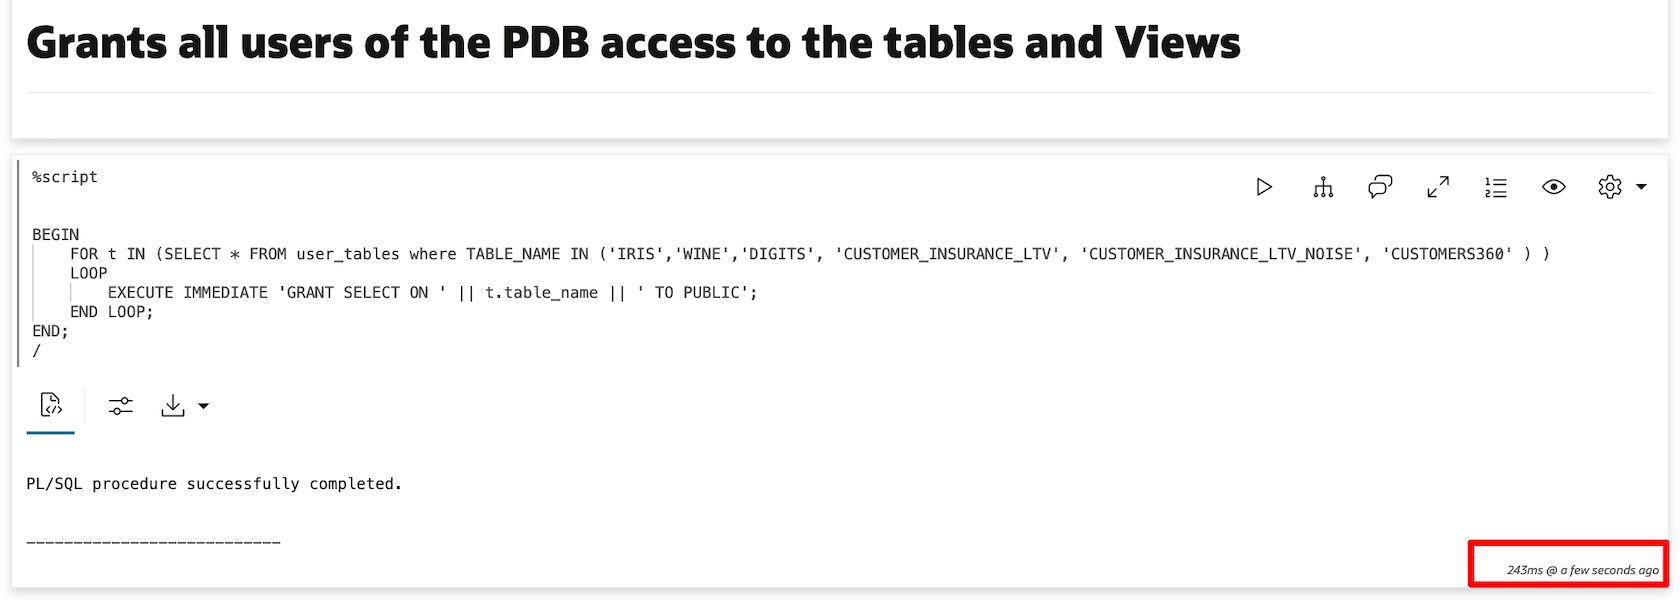 Grants all users of the PDB access to the tables and Views
%script
BEGIN
    FOR t IN (SELECT * FROM user_tables where TABLE_NAME IN ('IRIS','WINE','DIGITS', 'CUSTOMER_INSURANCE_LTV', 'CUSTOMER_INSURANCE_LTV_NOISE', 'CUSTOMERS360' ) )
    LOOP
        EXECUTE IMMEDIATE 'GRANT SELECT ON ' || t.table_name || ' TO PUBLIC';
    END LOOP;
END;
/
PL/SQL procedure successfully completed.
---------------------------
243ms @ a few seconds ago